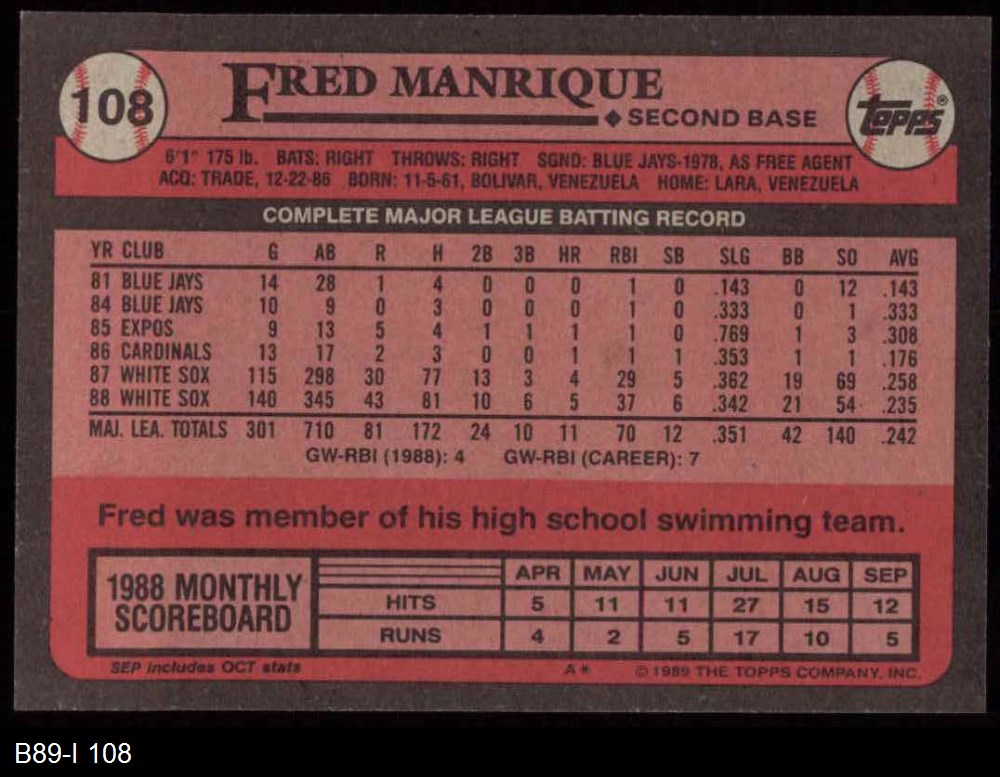 108
FRED MANRIQUE
◆ SECOND BASE
topps®
6'1" 175 lb. BATS: RIGHT THROWS: RIGHT SGND: BLUE JAYS-1978, AS FREE AGENT
ACQ: TRADE, 12-22-86 BORN: 11-5-61, BOLIVAR, VENEZUELA HOME: LARA, VENEZUELA
COMPLETE MAJOR LEAGUE BATTING RECORD
YR CLUB G AB R H 2B 3B HR RBI SB SLG BB SO AVG
81 BLUE JAYS 14 28 1 4 0 0 0 1 0 .143 0 12 .143
84 BLUE JAYS 10 9 0 3 0 0 0 1 0 .333 0 1 .333
85 EXPOS 9 13 5 4 1 1 1 1 0 .769 1 3 .308
86 CARDINALS 13 17 2 3 0 0 1 1 1 .353 1 1 .176
87 WHITE SOX 115 298 30 77 13 3 4 29 5 .362 19 69 .258
88 WHITE SOX 140 345 43 81 10 6 5 37 6 .342 21 54 .235
MAJ. LEA. TOTALS 301 710 81 172 24 10 11 70 12 .351 42 140 .242
GW-RBI (1988): 4 GW-RBI (CAREER): 7
Fred was member of his high school swimming team.
1988 MONTHLY
SCOREBOARD
APR MAY JUN JUL AUG SEP
HITS 5 11 11 27 15 12
RUNS 4 2 5 17 10 5
SEP includes OCT stats
A* © 1989 THE TOPPS COMPANY, INC.
B89-I 108